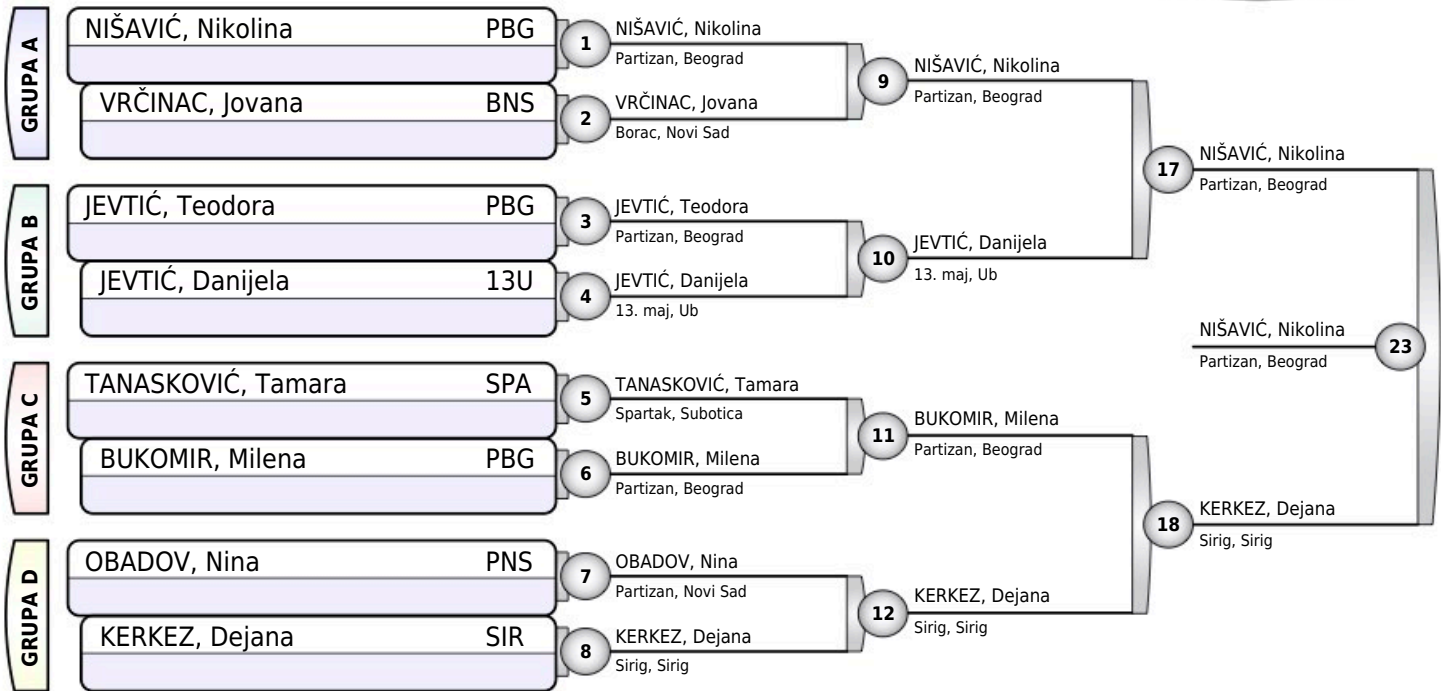 GRUPA A
NIŠAVIĆ, Nikolina PBG
VRČINAC, Jovana BNS
GRUPA B
JEVTIĆ, Teodora PBG
JEVTIĆ, Danijela 13U
GRUPA C
TANASKOVIĆ, Tamara SPA
BUKOMIR, Milena PBG
GRUPA D
OBADOV, Nina PNS
KERKEZ, Dejana SIR
1
NIŠAVIĆ, Nikolina
Partizan, Beograd
2
VRČINAC, Jovana
Borac, Novi Sad
3
JEVTIĆ, Teodora
Partizan, Beograd
4
JEVTIĆ, Danijela
13. maj, Ub
5
TANASKOVIĆ, Tamara
Spartak, Subotica
6
BUKOMIR, Milena
Partizan, Beograd
7
OBADOV, Nina
Partizan, Novi Sad
8
KERKEZ, Dejana
Sirig, Sirig
9
NIŠAVIĆ, Nikolina
Partizan, Beograd
10
JEVTIĆ, Danijela
13. maj, Ub
11
BUKOMIR, Milena
Partizan, Beograd
12
KERKEZ, Dejana
Sirig, Sirig
17
NIŠAVIĆ, Nikolina
Partizan, Beograd
18
KERKEZ, Dejana
Sirig, Sirig
NIŠAVIĆ, Nikolina
Partizan, Beograd
23